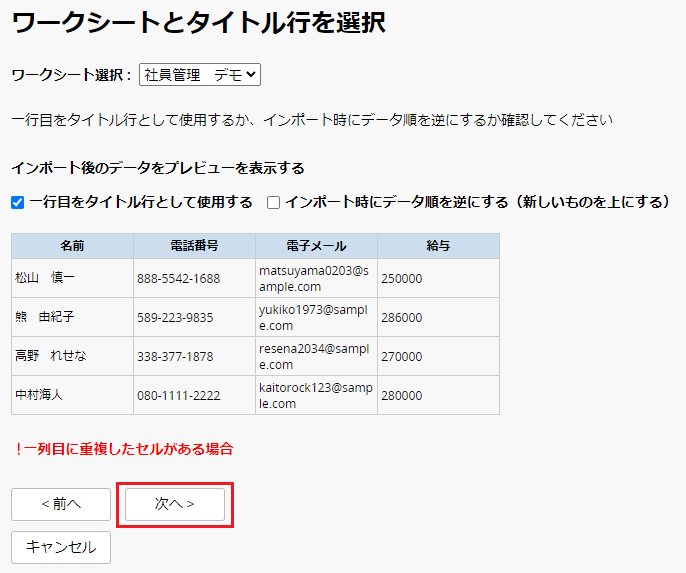 ワークシートとタイトル行を選択
ワークシート選択： 社員管理　デモ
一行目をタイトル行として使用するか、インポート時にデータ順を逆にするか確認してください
インポート後のデータをプレビューを表示する
一行目をタイトル行として使用する インポート時にデータ順を逆にする（新しいものを上にする）
名前 電話番号 電子メール 給与
松山　慎一 888-5542-1688 matsuyama0203@s
ample.com 250000
熊　由紀子 589-223-9835 yukiko1973@sampl
e.com 286000
高野　れせな 338-377-1878 resena2034@sampl
e.com 270000
中村海人 080-1111-2222 kaitorock123@samp
le.com 280000
！一列目に重複したセルがある場合
< 前へ 次へ >
キャンセル